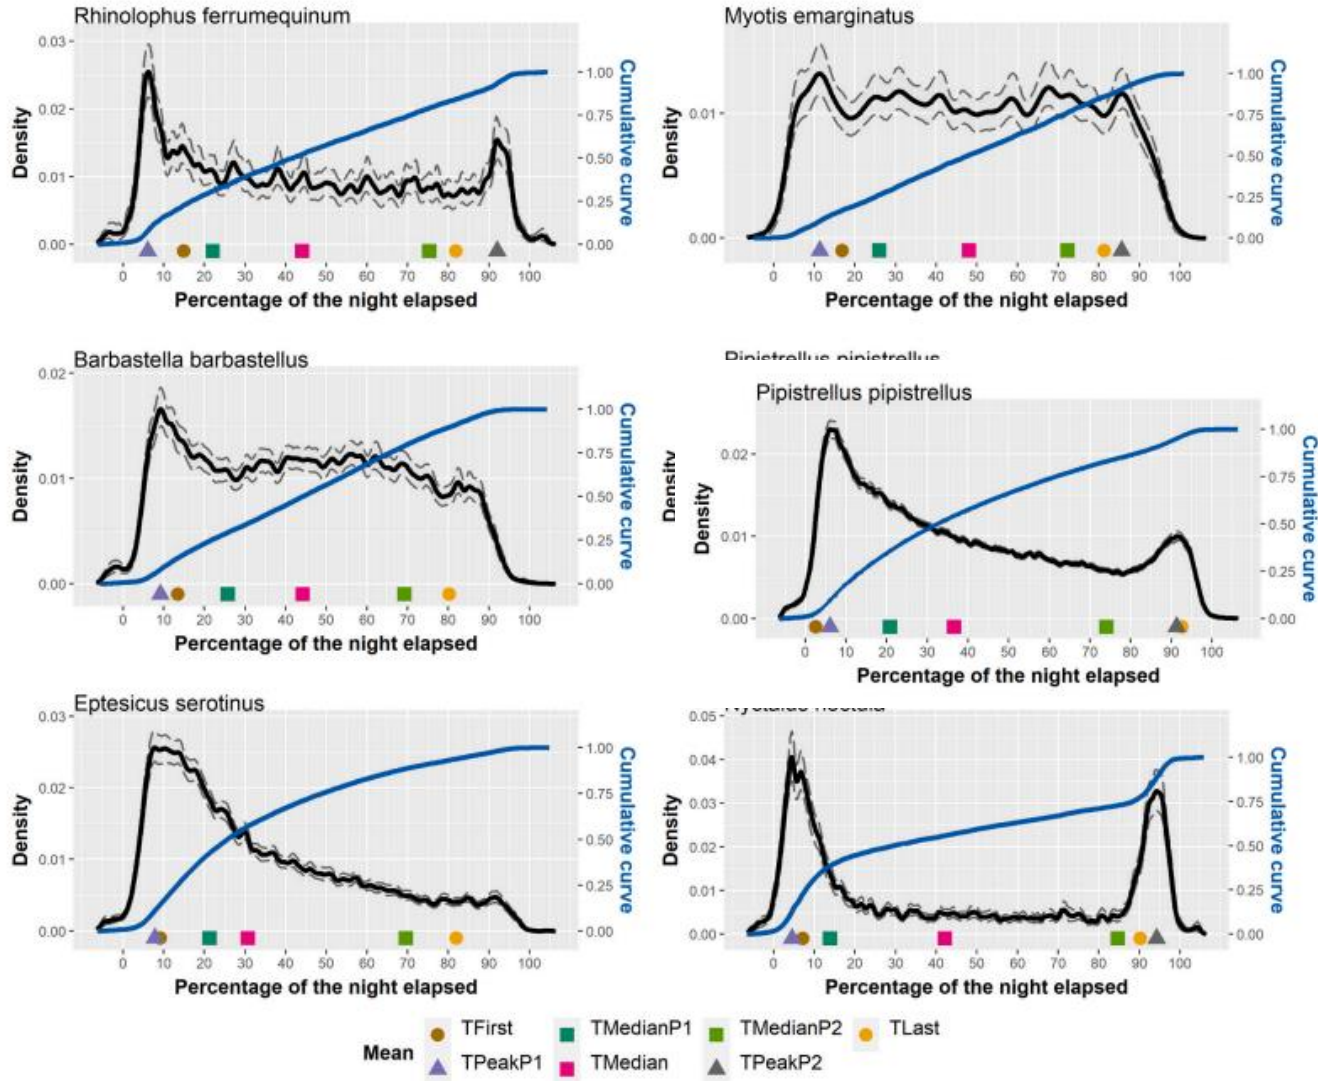 Rhinolophus ferrumequinum
0.03
0.02
0.01
0.00
Density
1.00
0.75
0.50
0.25
0.00
Cumulative curve
0 10 20 30 40 50 60 70 80 90 100
Percentage of the night elapsed
Myotis emarginatus
0.01
0.00
Density
1.00
0.75
0.50
0.25
0.00
Cumulative curve
0 10 20 30 40 50 60 70 80 90 100
Percentage of the night elapsed
Barbastella barbastellus
0.02
0.01
0.00
Density
1.00
0.75
0.50
0.25
0.00
Cumulative curve
0 10 20 30 40 50 60 70 80 90 100
Percentage of the night elapsed
Pipistrellus pipistrellus
Pipistrellus pipistrellus
Density
0.02
0.01
0.00
Density
1.00
0.75
0.50
0.25
0.00
Cumulative curve
0 10 20 30 40 50 60 70 80 90 100
Percentage of the night elapsed
Eptesicus serotinus
0.03
0.02
0.01
0.00
Density
1.00
0.75
0.50
0.25
0.00
Cumulative curve
0 10 20 30 40 50 60 70 80 90 100
Percentage of the night elapsed
Nyctalus noctula
0.05
0.04
0.03
0.02
0.01
0.00
Density
1.00
0.75
0.50
0.25
0.00
Cumulative curve
0 10 20 30 40 50 60 70 80 90 100
Percentage of the night elapsed
Mean
TFirst TMedianP1 TMedianP2 TLast
TPeakP1 TMedian TPeakP2